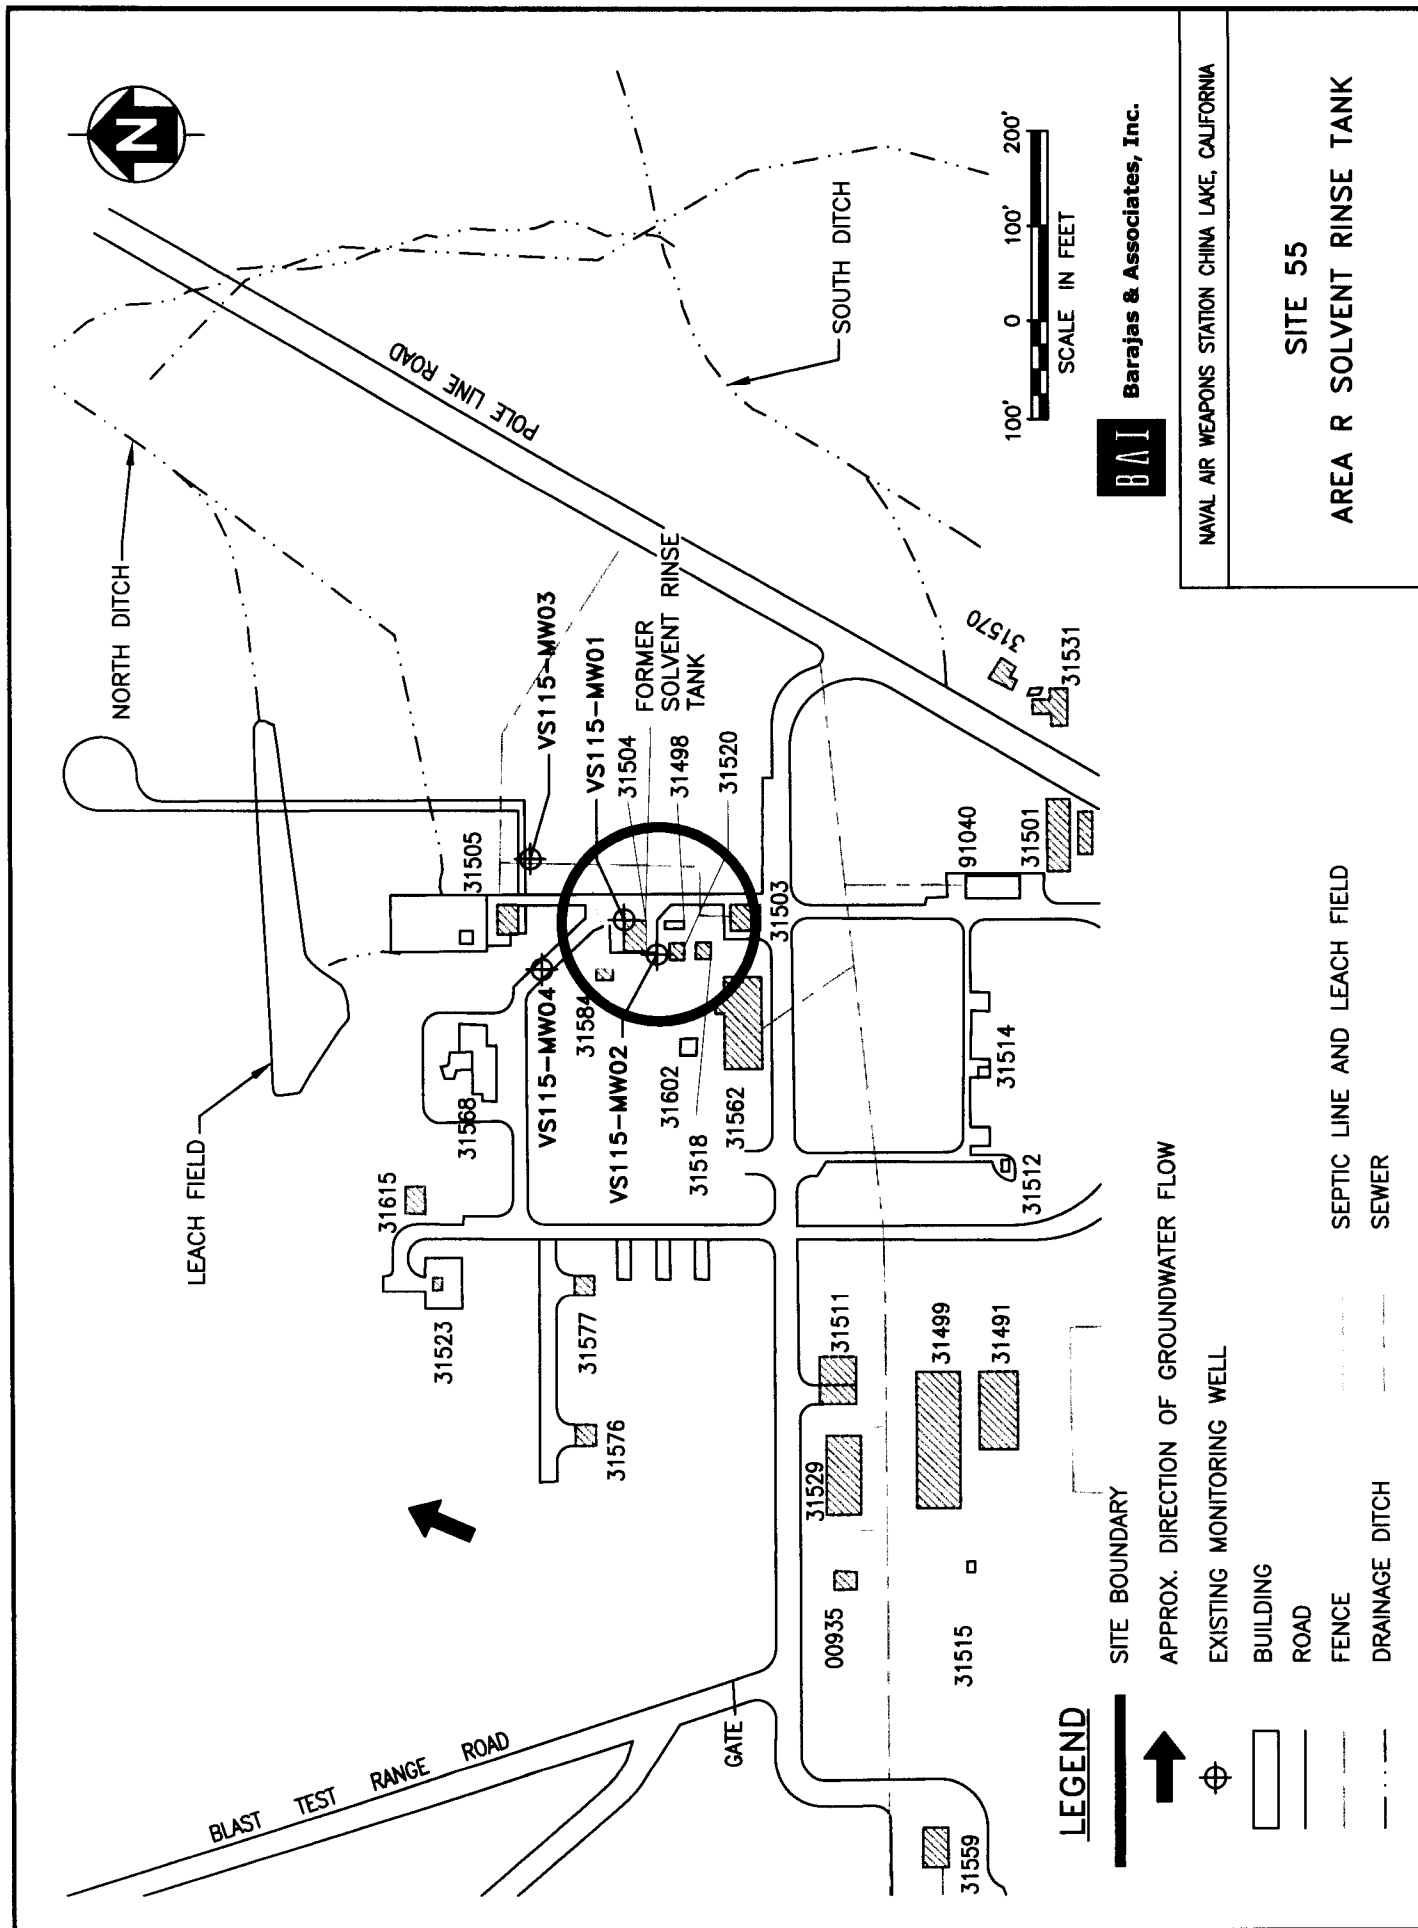 N
NORTH DITCH
LEACH FIELD
POLE LINE ROAD
SOUTH DITCH
VS115-MW03
VS115-MW01
31504
FORMER
SOLVENT RINSE
TANK
31498
31520
31505
31503
VS115-MW04
31584
VS115-MW02
31602
31518
31562
31568
31615
31523
31577
31576
31570
31531
91040
31501
31514
31512
31511
31499
31491
31529
00935
31515
31559
BLAST TEST RANGE ROAD
GATE
100' 0 100' 200'
SCALE IN FEET
BAI
Barajas & Associates, Inc.
NAVAL AIR WEAPONS STATION CHINA LAKE, CALIFORNIA
SITE 55
AREA R SOLVENT RINSE TANK
LEGEND
SITE BOUNDARY
APPROX. DIRECTION OF GROUNDWATER FLOW
EXISTING MONITORING WELL
BUILDING
ROAD
FENCE
DRAINAGE DITCH
SEPTIC LINE AND LEACH FIELD
SEWER